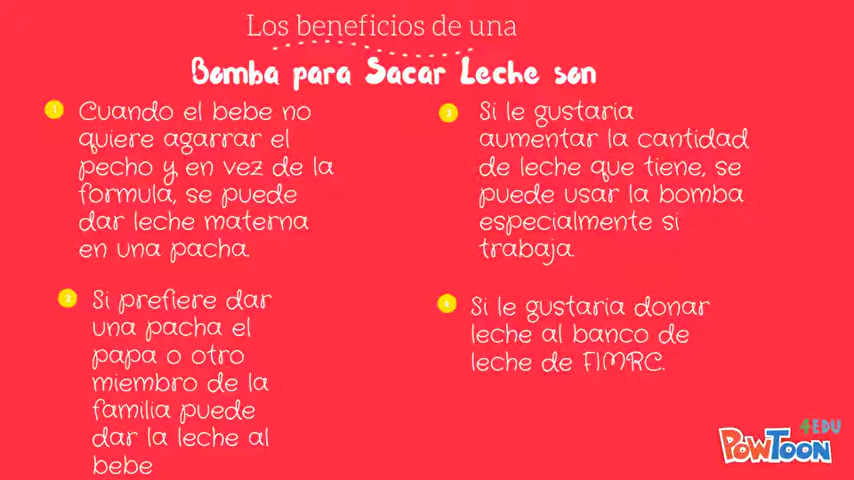 Los beneficios de una
Bomba para Sacar Leche son
1
Cuando el bebe no
quiere agarrar el
pecho y, en vez de la
formula, se puede
dar leche materna
en una pacha.
2
Si prefiere dar
una pacha el
papa o otro
miembro de la
familia puede
dar la leche al
bebe
3
Si le gustaria
aumentar la cantidad
de leche que tiene, se
puede usar la bomba
especialmente si
trabaja.
4
Si le gustaria donar
leche al banco de
leche de FIMRC.
4EDU
POWTOON